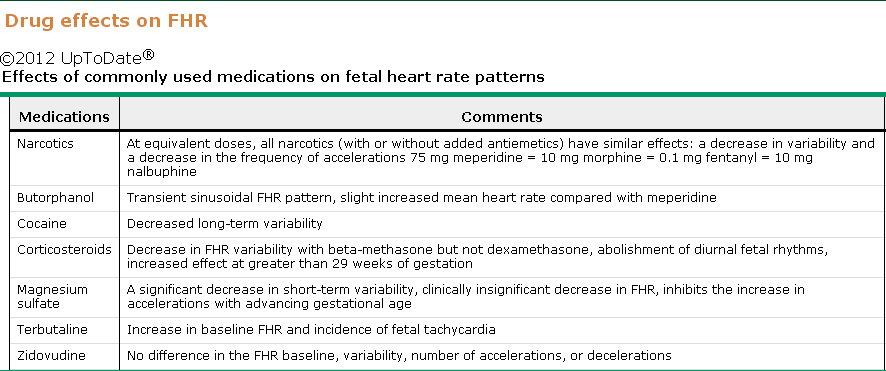 Drug effects on FHR
©2012 UpToDate®
Effects of commonly used medications on fetal heart rate patterns
Medications Comments
Narcotics At equivalent doses, all narcotics (with or without added antiemetics) have similar effects: a decrease in variability and
a decrease in the frequency of accelerations 75 mg meperidine = 10 mg morphine = 0.1 mg fentanyl = 10 mg
nalbuphine
Butorphanol Transient sinusoidal FHR pattern, slight increased mean heart rate compared with meperidine
Cocaine Decreased long-term variability
Corticosteroids Decrease in FHR variability with beta-methasone but not dexamethasone, abolishment of diurnal fetal rhythms,
increased effect at greater than 29 weeks of gestation
Magnesium A significant decrease in short-term variability, clinically insignificant decrease in FHR, inhibits the increase in
sulfate accelerations with advancing gestational age
Terbutaline Increase in baseline FHR and incidence of fetal tachycardia
Zidovudine No difference in the FHR baseline, variability, number of accelerations, or decelerations